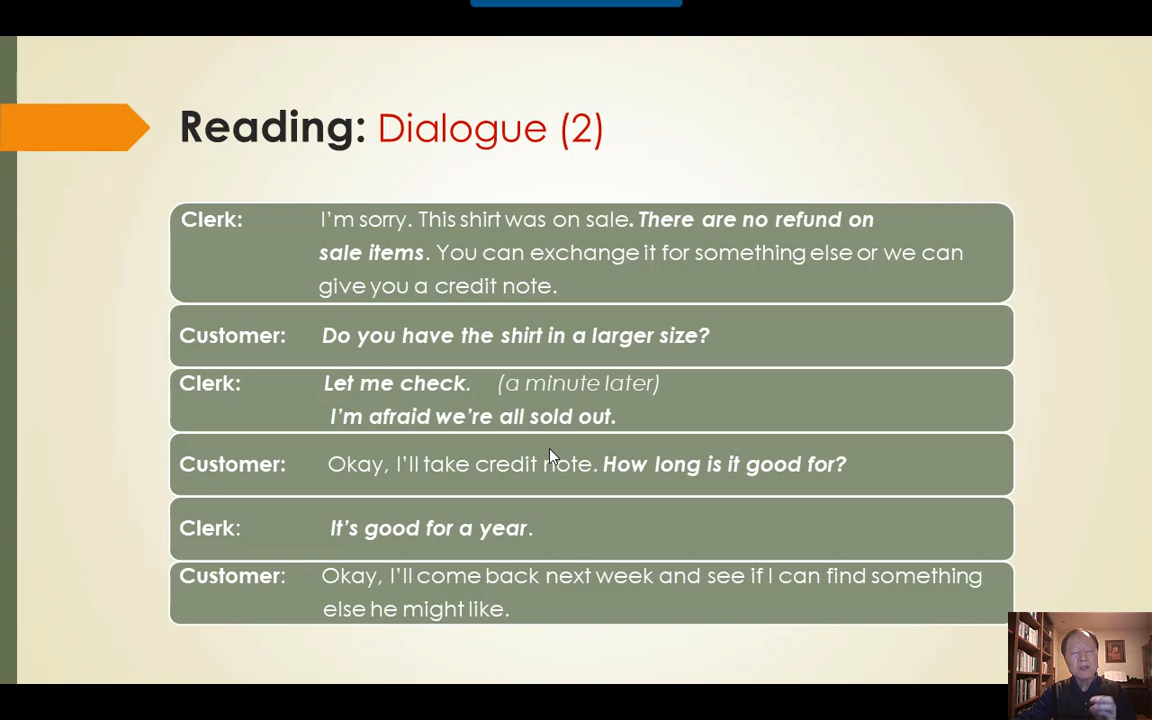 Reading: Dialogue (2)
Clerk: I'm sorry. This shirt was on sale. There are no refund on
sale items. You can exchange it for something else or we can
give you a credit note.
Customer: Do you have the shirt in a larger size?
Clerk: Let me check. (a minute later)
I'm afraid we're all sold out.
Customer: Okay, I'll take credit note. How long is it good for?
Clerk: It's good for a year.
Customer: Okay, I'll come back next week and see if I can find something
else he might like.